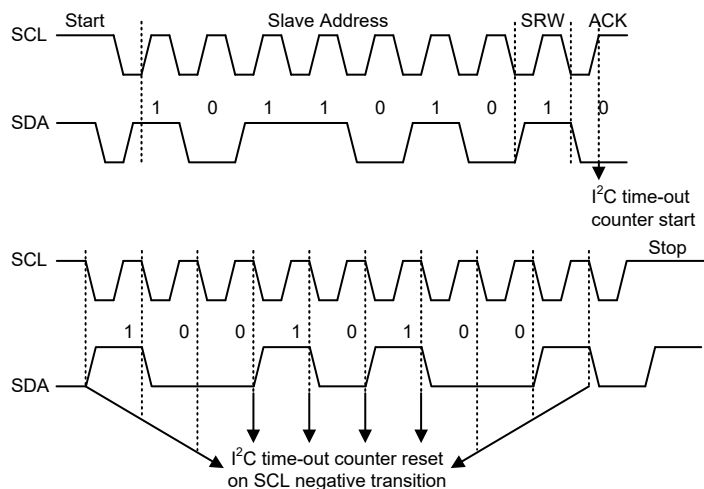 Start Slave Address SRW ACK
SCL
1 0 1 1 0 1 0 1 0
SDA
I²C time-out
counter start
Stop
SCL
1 0 0 1 0 1 0 0
SDA
I²C time-out counter reset
on SCL negative transition